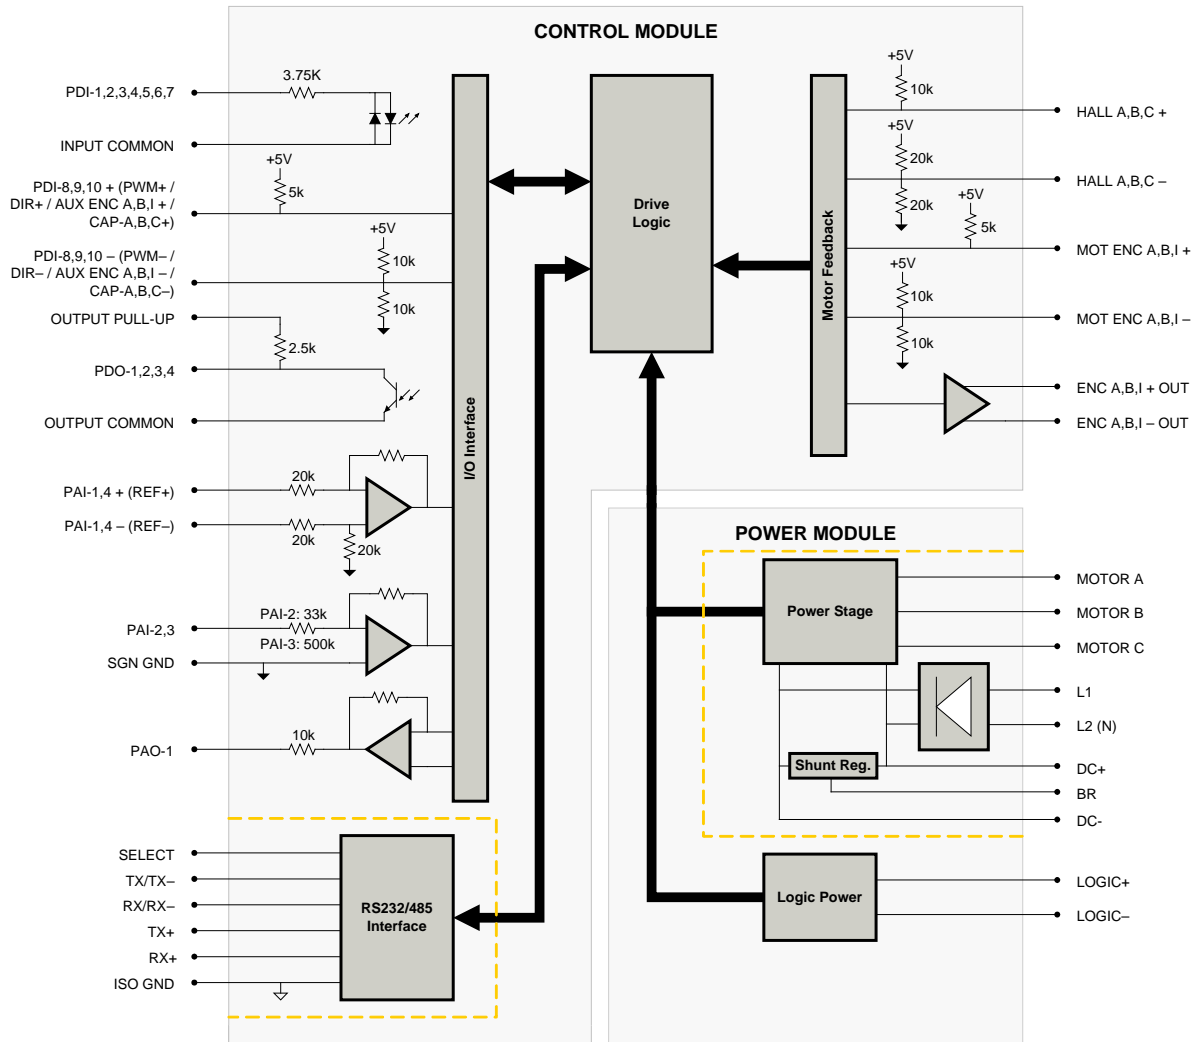 CONTROL MODULE
PDI-1,2,3,4,5,6,7
3.75K
INPUT COMMON
+5V
5k
PDI-8,9,10 + (PWM+ /
DIR+ / AUX ENC A,B,I + /
CAP-A,B,C+)
+5V
10k
10k
PDI-8,9,10 – (PWM– /
DIR– / AUX ENC A,B,I – /
CAP-A,B,C–)
OUTPUT PULL-UP
2.5k
PDO-1,2,3,4
OUTPUT COMMON
20k
PAI-1,4 + (REF+)
PAI-1,4 – (REF–)
20k
20k
PAI-2: 33k
PAI-2,3
PAI-3: 500k
SGN GND
10k
PAO-1
I/O Interface
Drive
Logic
Motor Feedback
+5V
10k
HALL A,B,C +
+5V
20k
HALL A,B,C –
20k
+5V
5k
MOT ENC A,B,I +
+5V
10k
MOT ENC A,B,I –
10k
ENC A,B,I + OUT
ENC A,B,I – OUT
SELECT
TX/TX–
RX/RX–
TX+
RX+
ISO GND
RS232/485
Interface
POWER MODULE
Power Stage
MOTOR A
MOTOR B
MOTOR C
L1
L2 (N)
Shunt Reg.
DC+
BR
DC-
Logic Power
LOGIC+
LOGIC–